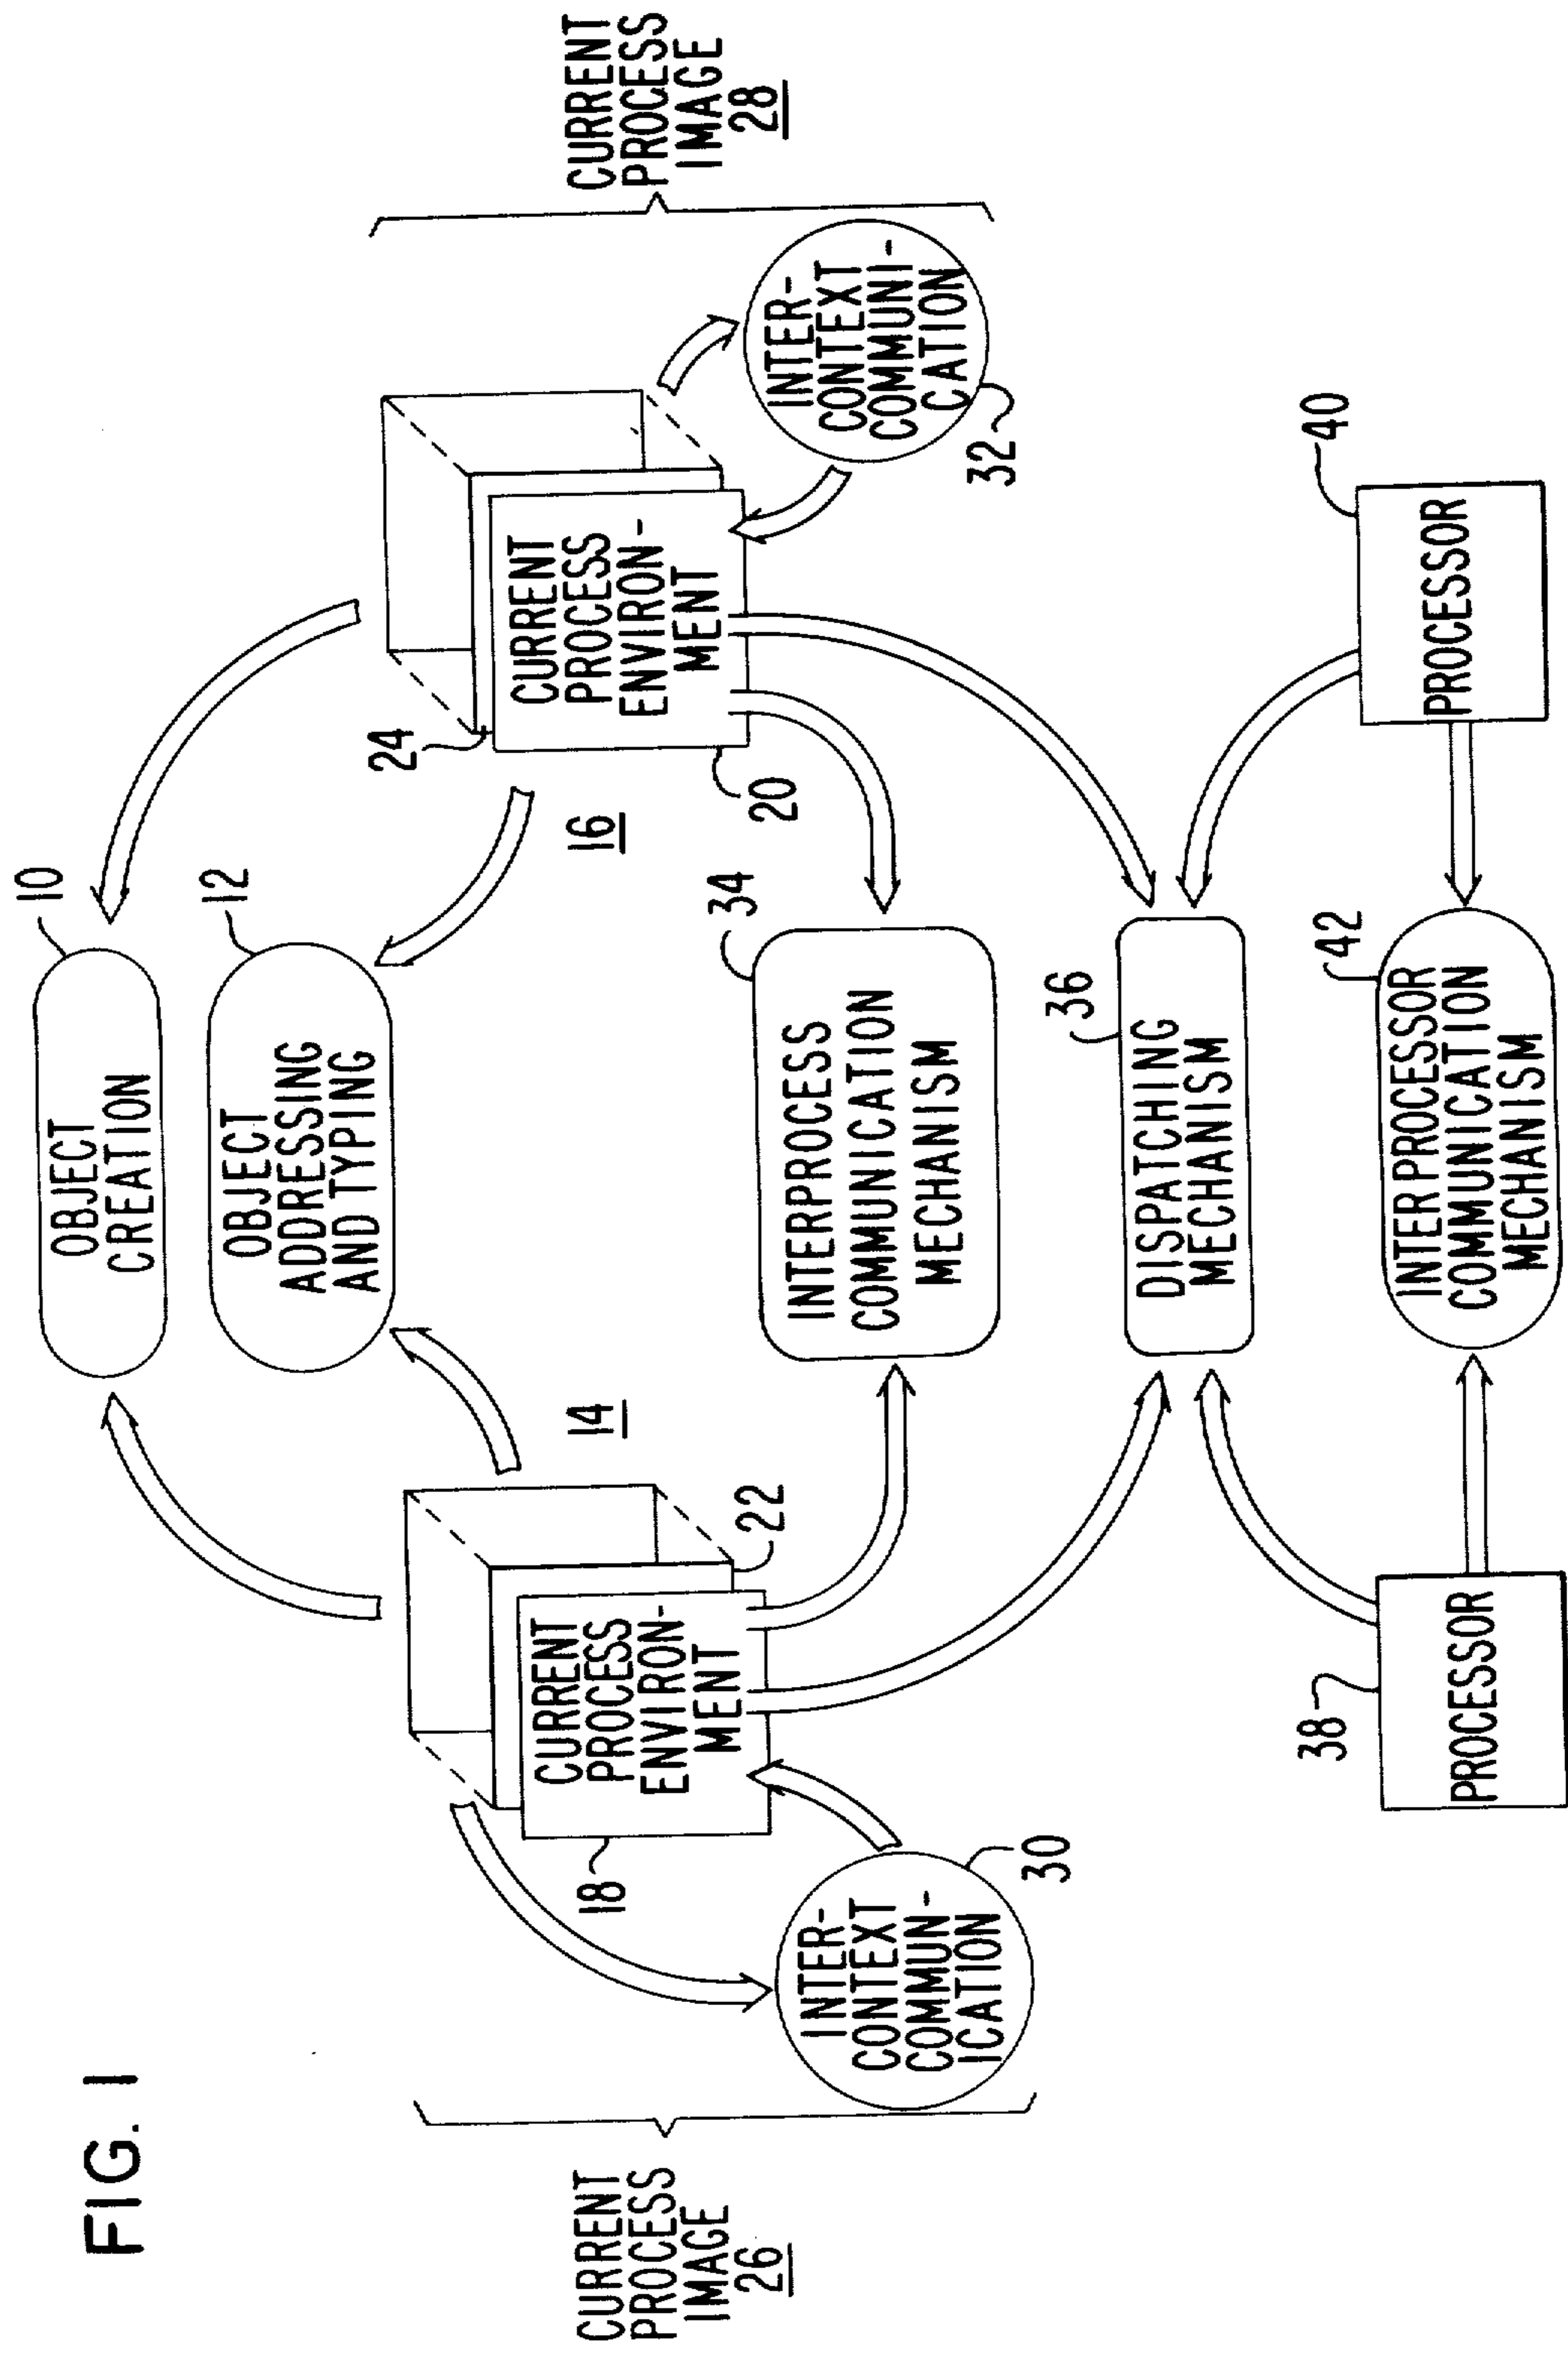 FIG. 1
10
OBJECT
CREATION
12
OBJECT
ADDRESSING
AND TYPING
14
16
CURRENT
PROCESS
IMAGE
26
18
CURRENT
PROCESS
ENVIRON-
MENT
22
24
CURRENT
PROCESS
ENVIRON-
MENT
20
CURRENT
PROCESS
IMAGE
28
INTER-
CONTEXT
COMMUN-
ICATION
30
34
INTERPROCESS
COMMUNICATION
MECHANISM
INTER-
CONTEXT
COMMUNI-
CATION
32
36
DISPATCHING
MECHANISM
38
PROCESSOR
42
INTERPROCESSOR
COMMUNICATION
MECHANISM
40
PROCESSOR